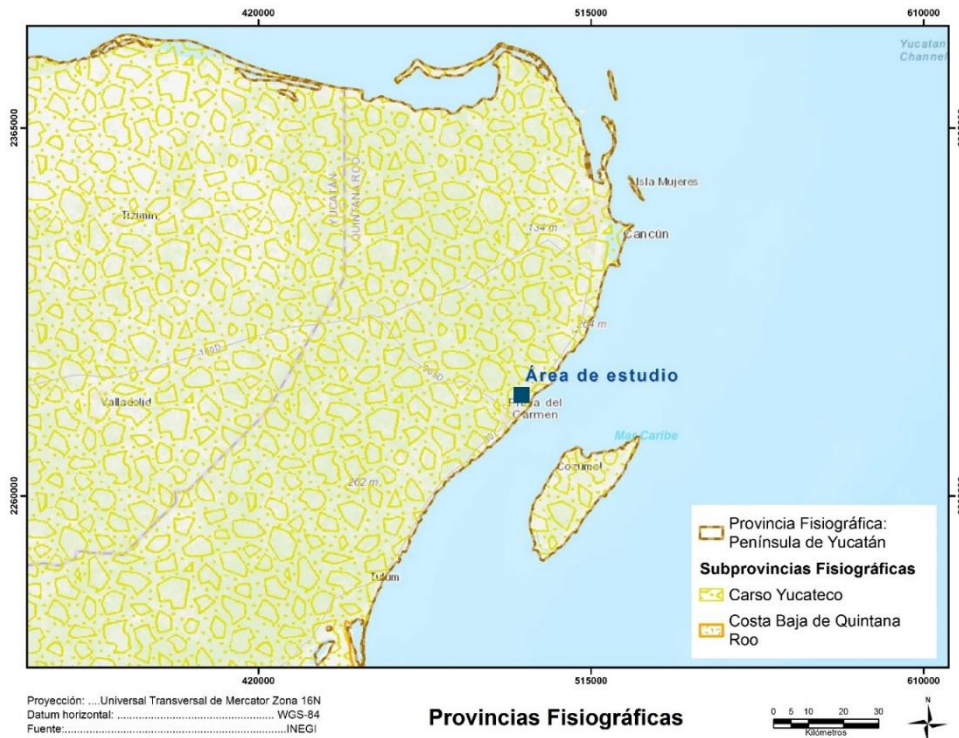 420000
515000
610000
Yucatan
Channel
2365000
YUCATÁN
QUINTANA ROO
Isla Mujeres
Tizimín
134 m
Cancún
264 m
180D
Área de estudio
Valladolid
Playa del
Carmen
Mar Caribe
Cozumel
262 m
2260000
Tulum
Provincia Fisiográfica:
Península de Yucatán
Subprovincias Fisiográficas
Carso Yucateco
Costa Baja de Quintana
Roo
420000
515000
610000
Proyección: ....Universal Transversal de Mercator Zona 16N
Datum horizontal: ............................................ WGS-84
Fuente:..............................................................INEGI
Provincias Fisiográficas
0 5 10 20 30
Kilómetros
N